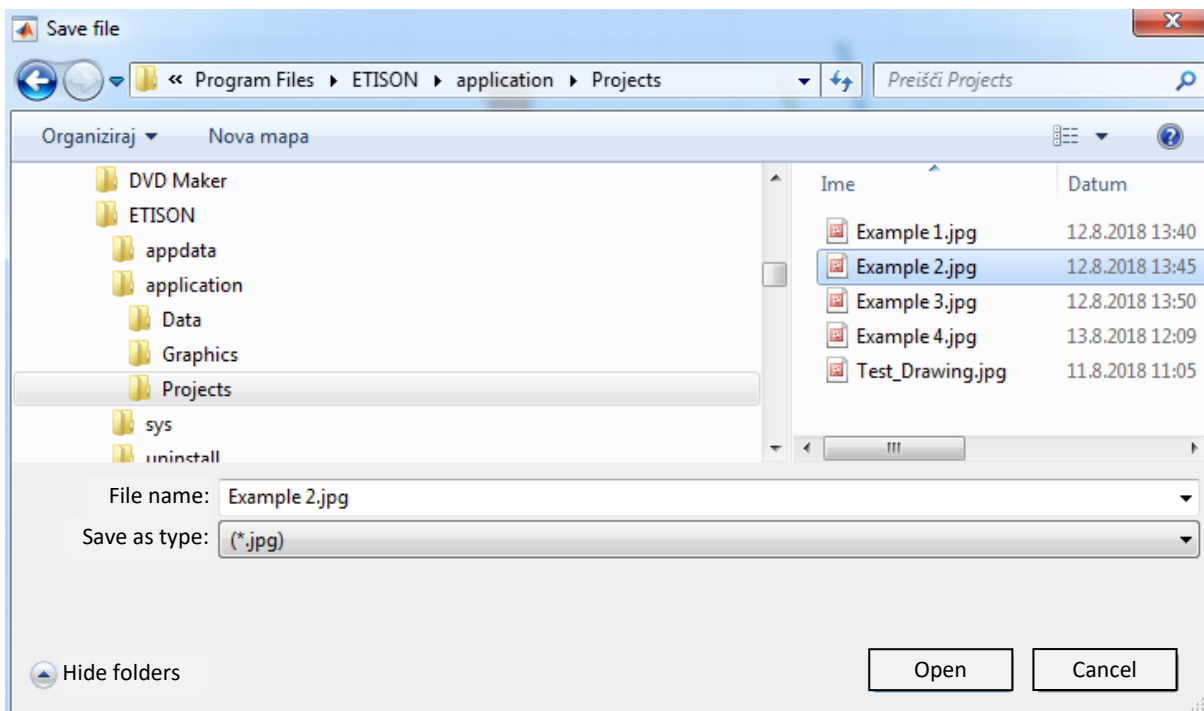 Save file
« Program Files ▸ ETISON ▸ application ▸ Projects
Preišči Projects
Organiziraj
Nova mapa
DVD Maker
ETISON
appdata
application
Data
Graphics
Projects
sys
uninstall
Ime Datum
Example 1.jpg 12.8.2018 13:40
Example 2.jpg 12.8.2018 13:45
Example 3.jpg 12.8.2018 13:50
Example 4.jpg 13.8.2018 12:09
Test_Drawing.jpg 11.8.2018 11:05
File name: Example 2.jpg
Save as type: (*.jpg)
Hide folders
Open
Cancel